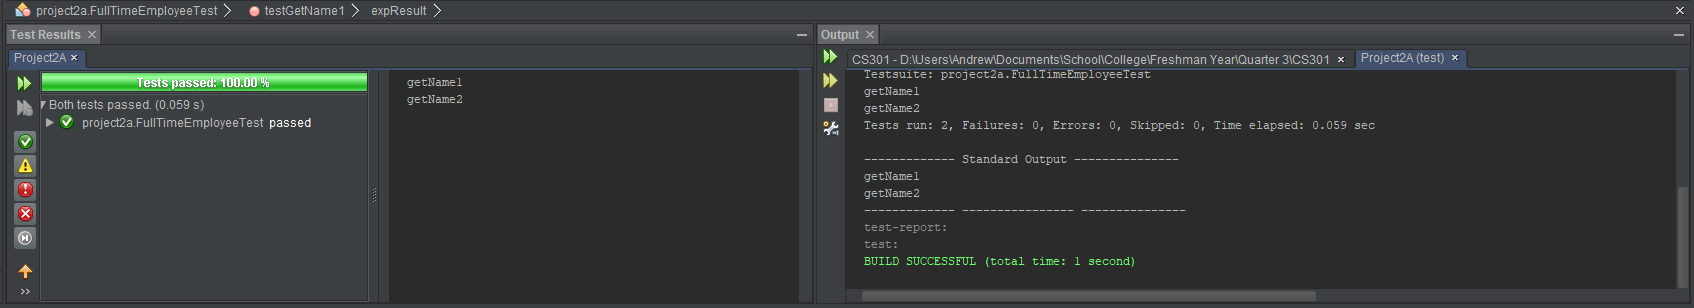 project2a.FullTimeEmployeeTest testGetName1 expResult
Test Results
Project2A
Tests passed: 100.00 %
Both tests passed. (0.059 s)
project2a.FullTimeEmployeeTest passed
getName1
getName2
Output
CS301 - D:\Users\Andrew\Documents\School\College\Freshman Year\Quarter 3\CS301
Project2A (test)
Testsuite: project2a.FullTimeEmployeeTest
getName1
getName2
Tests run: 2, Failures: 0, Errors: 0, Skipped: 0, Time elapsed: 0.059 sec
------------- Standard Output ---------------
getName1
getName2
------------- ---------------- ---------------
test-report:
test:
BUILD SUCCESSFUL (total time: 1 second)